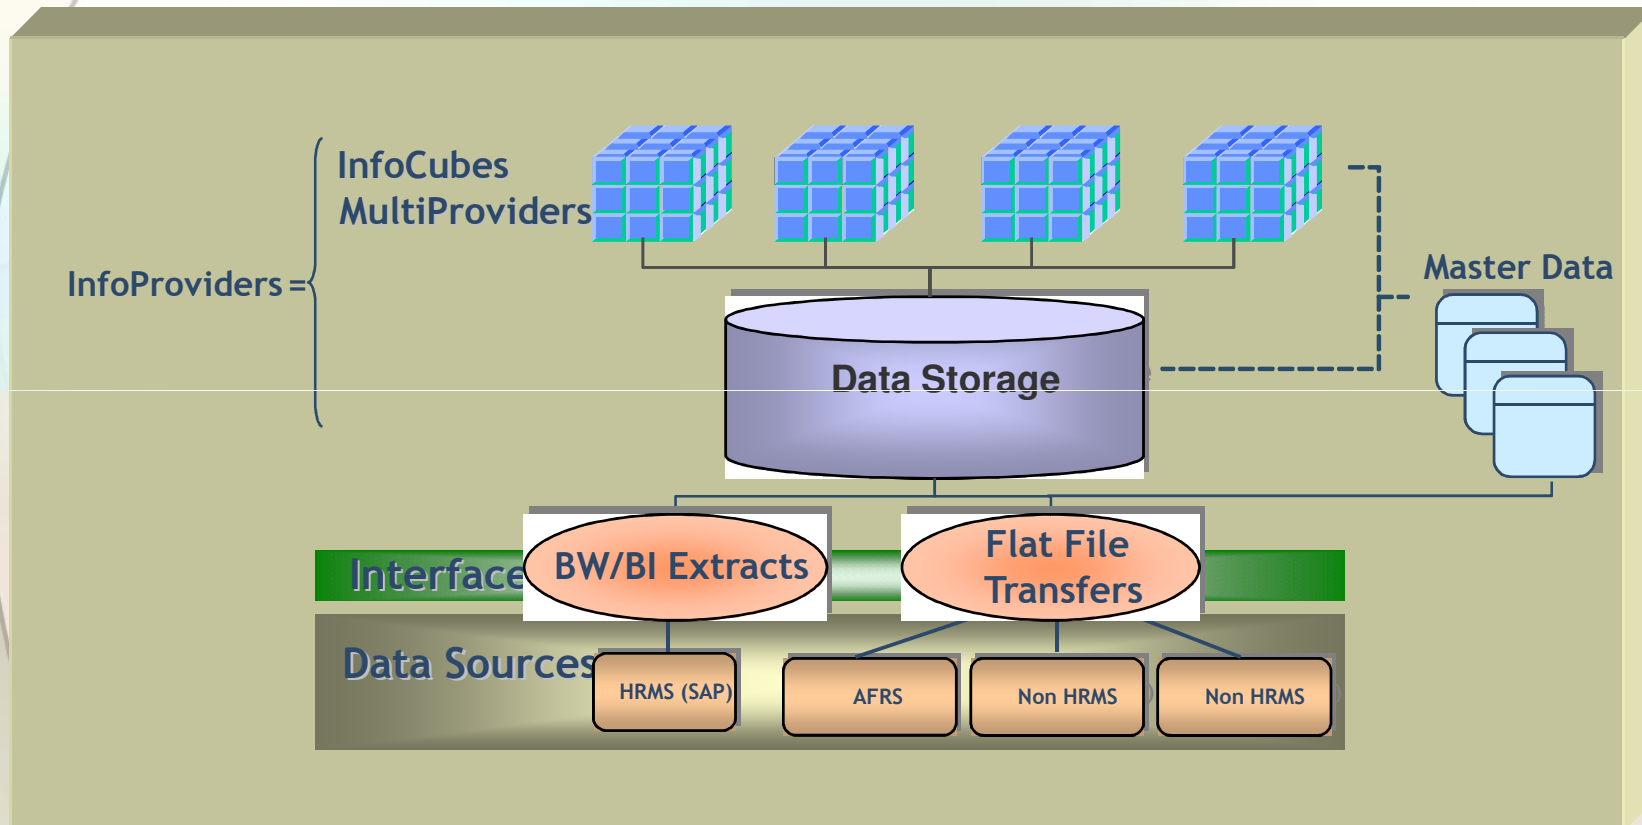 InfoCubes
MultiProviders
InfoProviders =
Master Data
Data Storage
Interface
BW/BI Extracts
Flat File
Transfers
Data Sources
HRMS (SAP)
AFRS
Non HRMS
Non HRMS